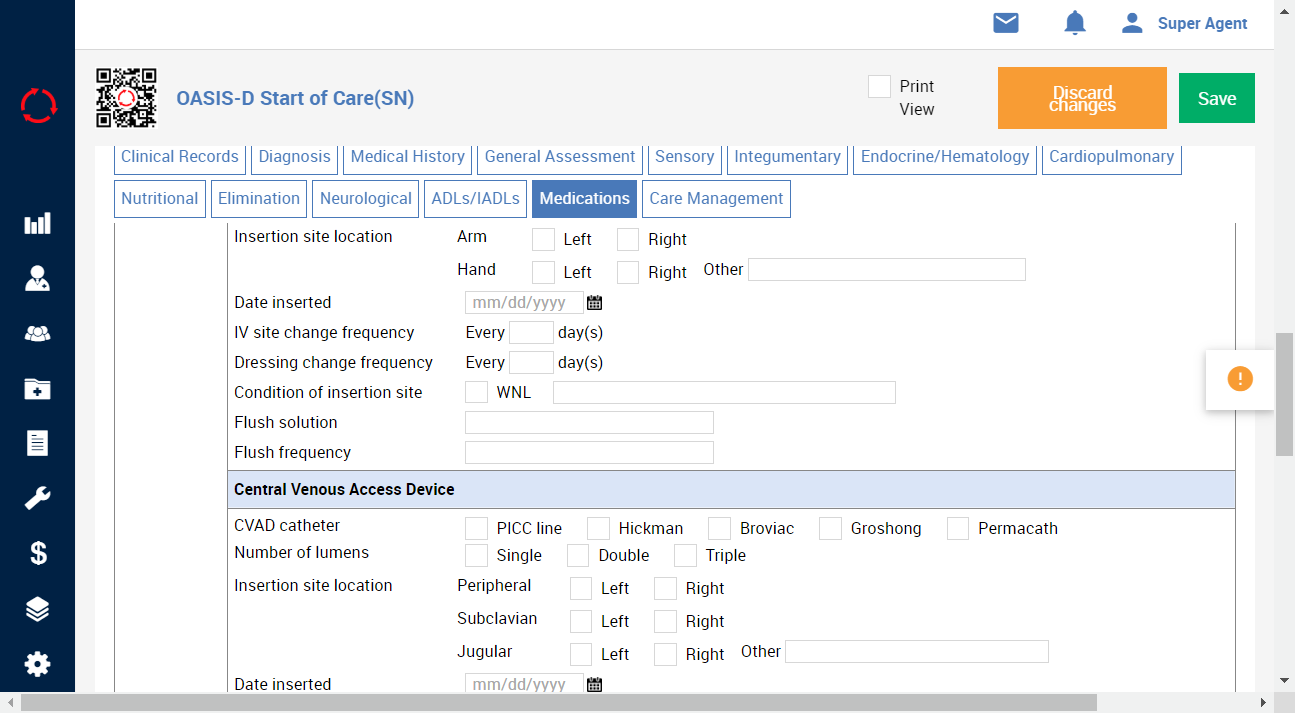 Super Agent
OASIS-D Start of Care(SN)
Print View
Discard changes
Save
Clinical Records Diagnosis Medical History General Assessment Sensory Integumentary Endocrine/Hematology Cardiopulmonary
Nutritional Elimination Neurological ADLs/IADLs Medications Care Management
Insertion site location Arm Left Right
Hand Left Right Other
Date inserted mm/dd/yyyy
IV site change frequency Every day(s)
Dressing change frequency Every day(s)
Condition of insertion site WNL
Flush solution
Flush frequency
Central Venous Access Device
CVAD catheter PICC line Hickman Broviac Groshong Permacath
Number of lumens Single Double Triple
Insertion site location Peripheral Left Right
Subclavian Left Right
Jugular Left Right Other
Date inserted mm/dd/yyyy